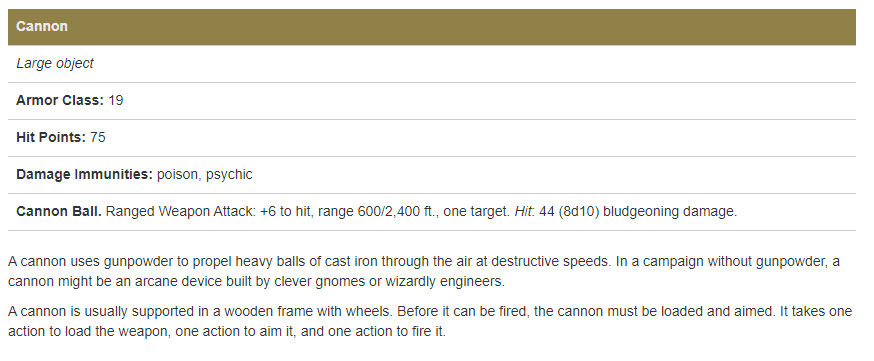 Cannon
Large object
Armor Class: 19
Hit Points: 75
Damage Immunities: poison, psychic
Cannon Ball. Ranged Weapon Attack: +6 to hit, range 600/2,400 ft., one target. Hit: 44 (8d10) bludgeoning damage.
A cannon uses gunpowder to propel heavy balls of cast iron through the air at destructive speeds. In a campaign without gunpowder, a
cannon might be an arcane device built by clever gnomes or wizardly engineers.
A cannon is usually supported in a wooden frame with wheels. Before it can be fired, the cannon must be loaded and aimed. It takes one
action to load the weapon, one action to aim it, and one action to fire it.